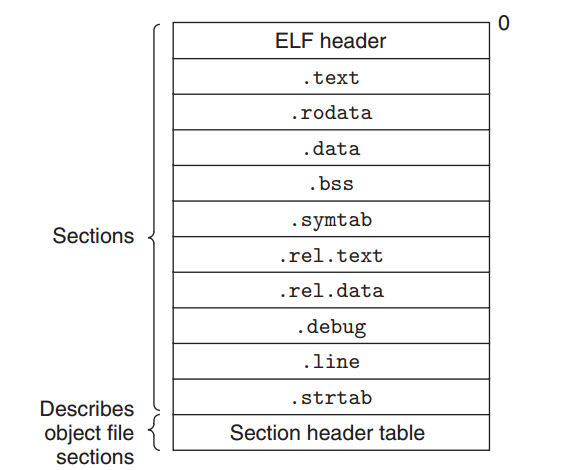 0
ELF header
.text
.rodata
.data
.bss
.symtab
Sections
.rel.text
.rel.data
.debug
.line
.strtab
Describes
object file
sections
Section header table